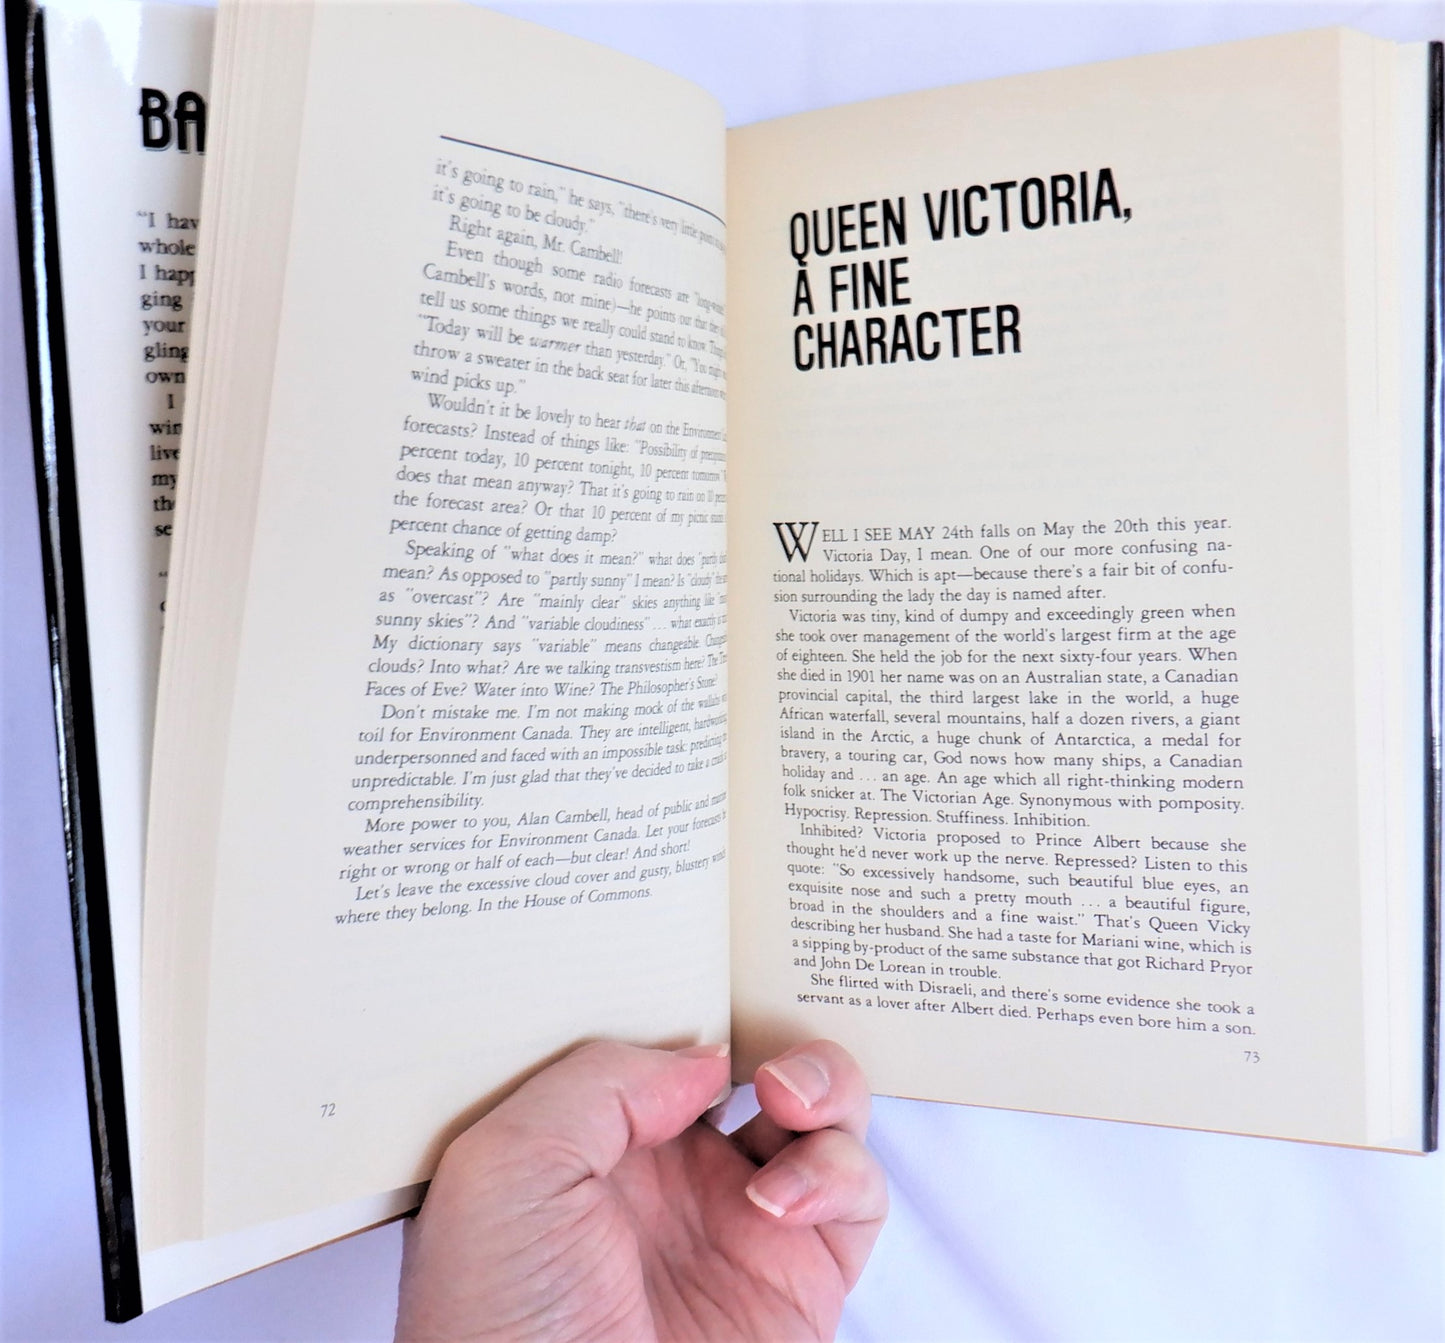 BA
"I hav
whole
I happ
ging
your
gling
own
I
win
live
my
the
se
it's going to rain," he says, "there's very little point
it's going to be cloudy."
Right again, Mr. Cambell!
Even though some radio forecasts are
Cambell's words, not mine)—he points out that they
tell us some things we really could stand to know. Things
"Today will be warmer than yesterday." Or, "You might
throw a sweater in the back seat for later this afternoon
wind picks up."
Wouldn't it be lovely to hear that on the Environment
forecasts? Instead of things like: "Possibility of
percent today, 10 percent tonight, 10 percent tomorrow."
does that mean anyway? That it's going to rain on 10
the forecast area? Or that 10 percent of my picnic
percent chance of getting damp?
Speaking of "what does it mean?" what does "partly
mean? As opposed to "partly sunny" I mean? Is "cloudy" the
as "overcast"? Are "mainly clear" skies anything like
sunny skies"? And "variable cloudiness" ... what exactly is
My dictionary says "variable" means changeable.
clouds? Into what? Are we talking transvestism here? The
Faces of Eve? Water into Wine? The Philosopher's Stone?
Don't mistake me. I'm not making mock of the
toil for Environment Canada. They are intelligent, hardworking
underpersonned and faced with an impossible task: predicting
unpredictable. I'm just glad that they've decided to take a
comprehensibility.
More power to you, Alan Cambell, head of public and
weather services for Environment Canada. Let your forecasts
right or wrong or half of each—but clear! And short!
Let's leave the excessive cloud cover and gusty, blustery winds
where they belong. In the House of Commons.
72
QUEEN VICTORIA,
A FINE
CHARACTER
WELL I SEE MAY 24th falls on May the 20th this year.
Victoria Day, I mean. One of our more confusing na-
tional holidays. Which is apt—because there's a fair bit of confu-
sion surrounding the lady the day is named after.
Victoria was tiny, kind of dumpy and exceedingly green when
she took over management of the world's largest firm at the age
of eighteen. She held the job for the next sixty-four years. When
she died in 1901 her name was on an Australian state, a Canadian
provincial capital, the third largest lake in the world, a huge
African waterfall, several mountains, half a dozen rivers, a giant
island in the Arctic, a huge chunk of Antarctica, a medal for
bravery, a touring car, God nows how many ships, a Canadian
holiday and ... an age. An age which all right-thinking modern
folk snicker at. The Victorian Age. Synonymous with pomposity.
Hypocrisy. Repression. Stuffiness. Inhibition.
Inhibited? Victoria proposed to Prince Albert because she
thought he'd never work up the nerve. Repressed? Listen to this
quote: "So excessively handsome, such beautiful blue eyes, an
exquisite nose and such a pretty mouth ... a beautiful figure,
broad in the shoulders and a fine waist." That's Queen Vicky
describing her husband. She had a taste for Mariani wine, which is
a sipping by-product of the same substance that got Richard Pryor
and John De Lorean in trouble.
She flirted with Disraeli, and there's some evidence she took a
servant as a lover after Albert died. Perhaps even bore him a son.
73